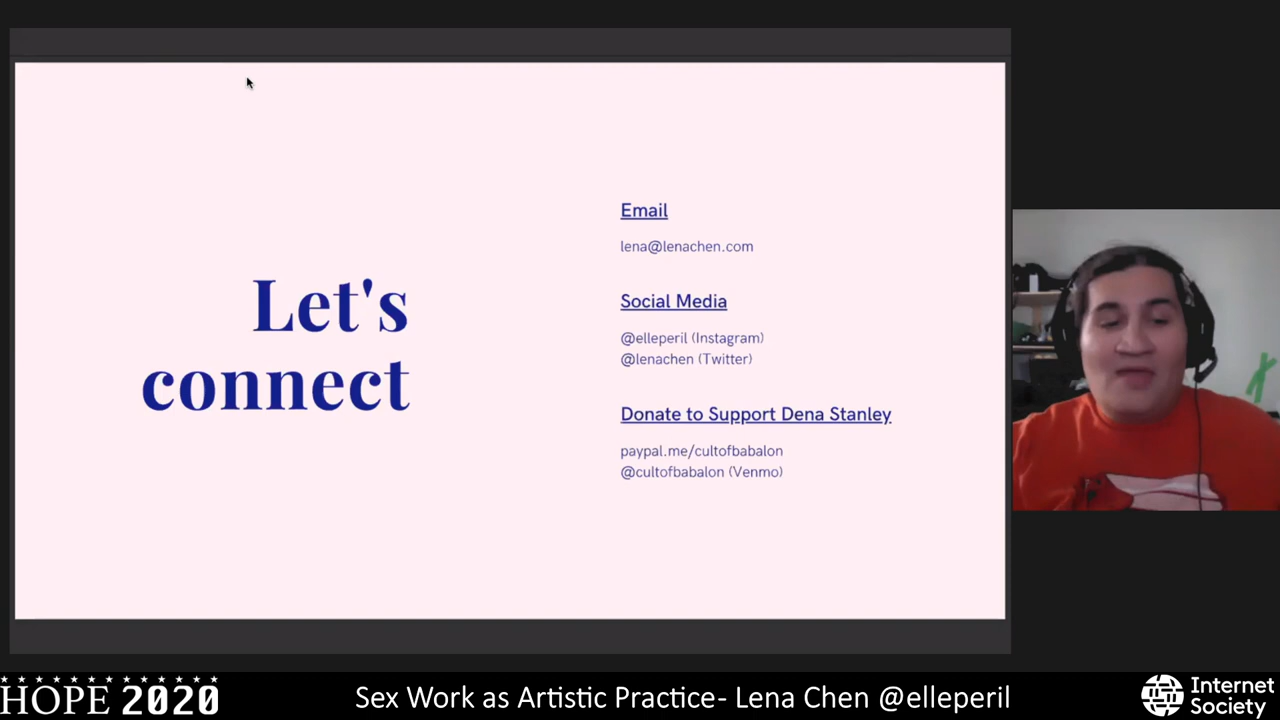 Let's
connect
Email
lena@lenachen.com
Social Media
@elleperil (Instagram)
@lenachen (Twitter)
Donate to Support Dena Stanley
paypal.me/cultofbabalon
@cultofbabalon (Venmo)
HOPE 2020
Sex Work as Artistic Practice- Lena Chen @elleperil
Internet
Society